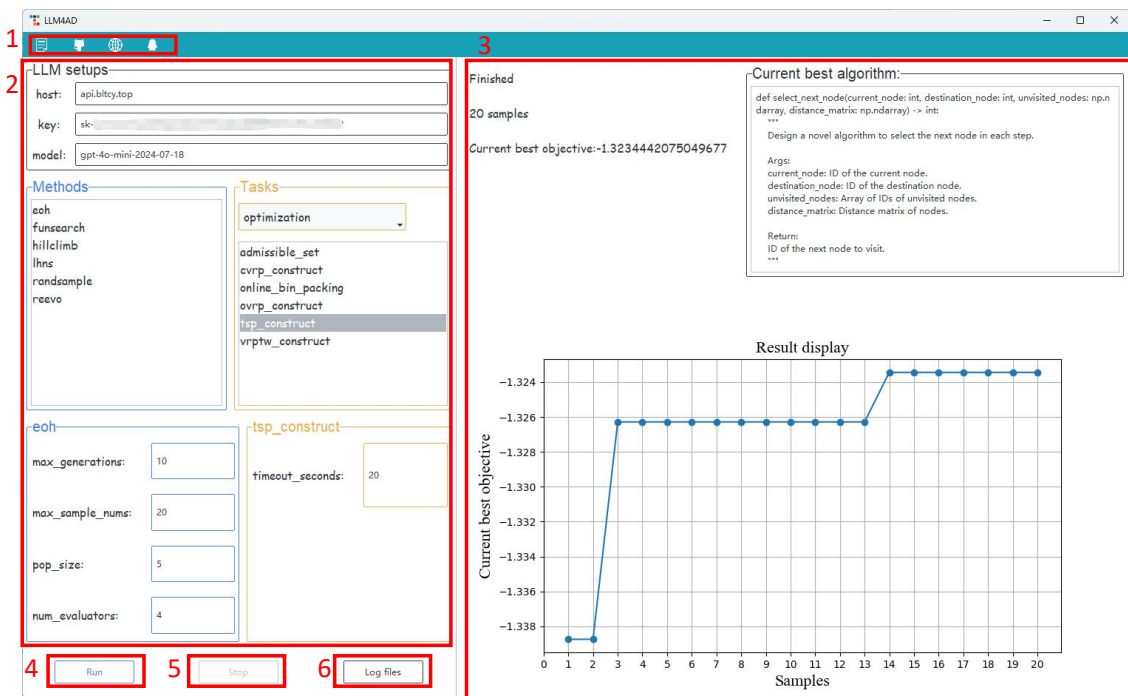 LLM4AD
1
2
LLM setups
host:
api.bltcy.top
key:
sk-
model:
gpt-4o-mini-2024-07-18
Methods
eoh
funsearch
hillclimb
lhns
randsample
reevo
Tasks
optimization
admissible_set
cvrp_construct
online_bin_packing
ovrp_construct
tsp_construct
vrptw_construct
eoh
max_generations:
10
max_sample_nums:
20
pop_size:
5
num_evaluators:
4
tsp_construct
timeout_seconds:
20
4
Run
5
Stop
6
Log files
3
Finished
20 samples
Current best objective:-1.3234442075049677
Current best algorithm:
def select_next_node(current_node: int, destination_node: int, unvisited_nodes: np.n
darray, distance_matrix: np.ndarray) -> int:
"""
Design a novel algorithm to select the next node in each step.
Args:
current_node: ID of the current node.
destination_node: ID of the destination node.
unvisited_nodes: Array of IDs of unvisited nodes.
distance_matrix: Distance matrix of nodes.
Return:
ID of the next node to visit.
"""
Result display
Current best objective
−1.324
−1.326
−1.328
−1.330
−1.332
−1.334
−1.336
−1.338
0 1 2 3 4 5 6 7 8 9 10 11 12 13 14 15 16 17 18 19 20
Samples